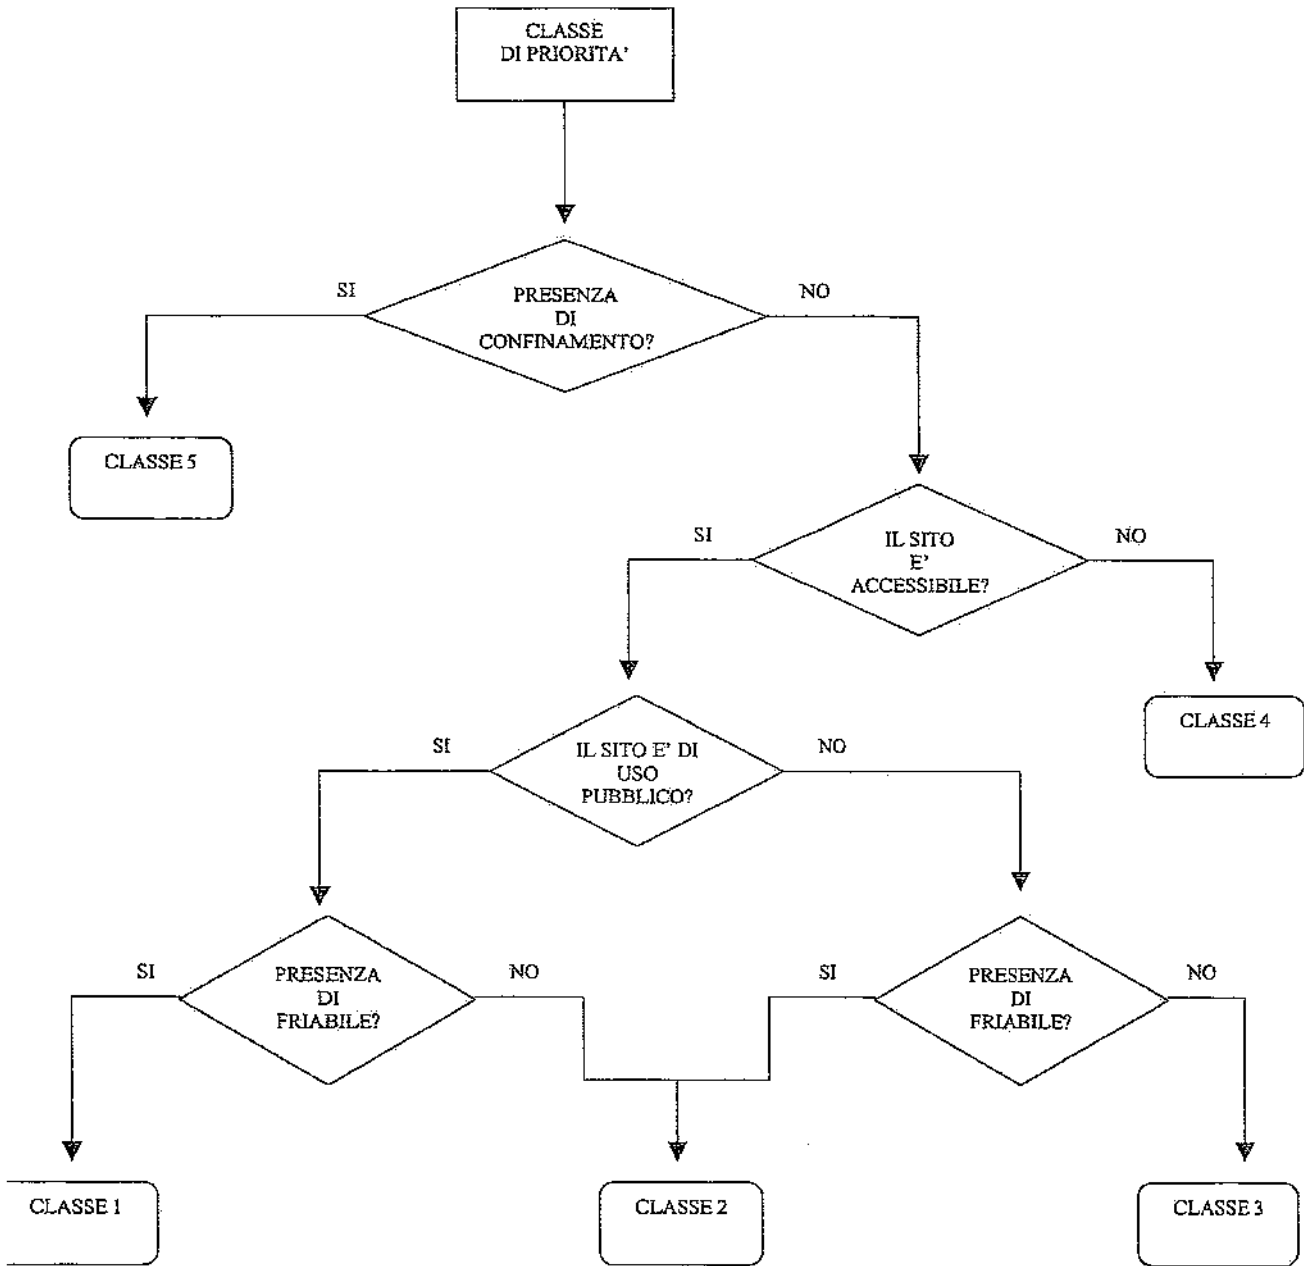 CLASSE
DI PRIORITA'
SI
NO
PRESENZA
DI
CONFINAMENTO?
CLASSE 5
SI
NO
IL SITO
E'
ACCESSIBILE?
CLASSE 4
SI
NO
IL SITO E' DI
USO
PUBBLICO?
SI
NO
PRESENZA
DI
FRIABILE?
SI
NO
PRESENZA
DI
FRIABILE?
CLASSE 1
CLASSE 2
CLASSE 3